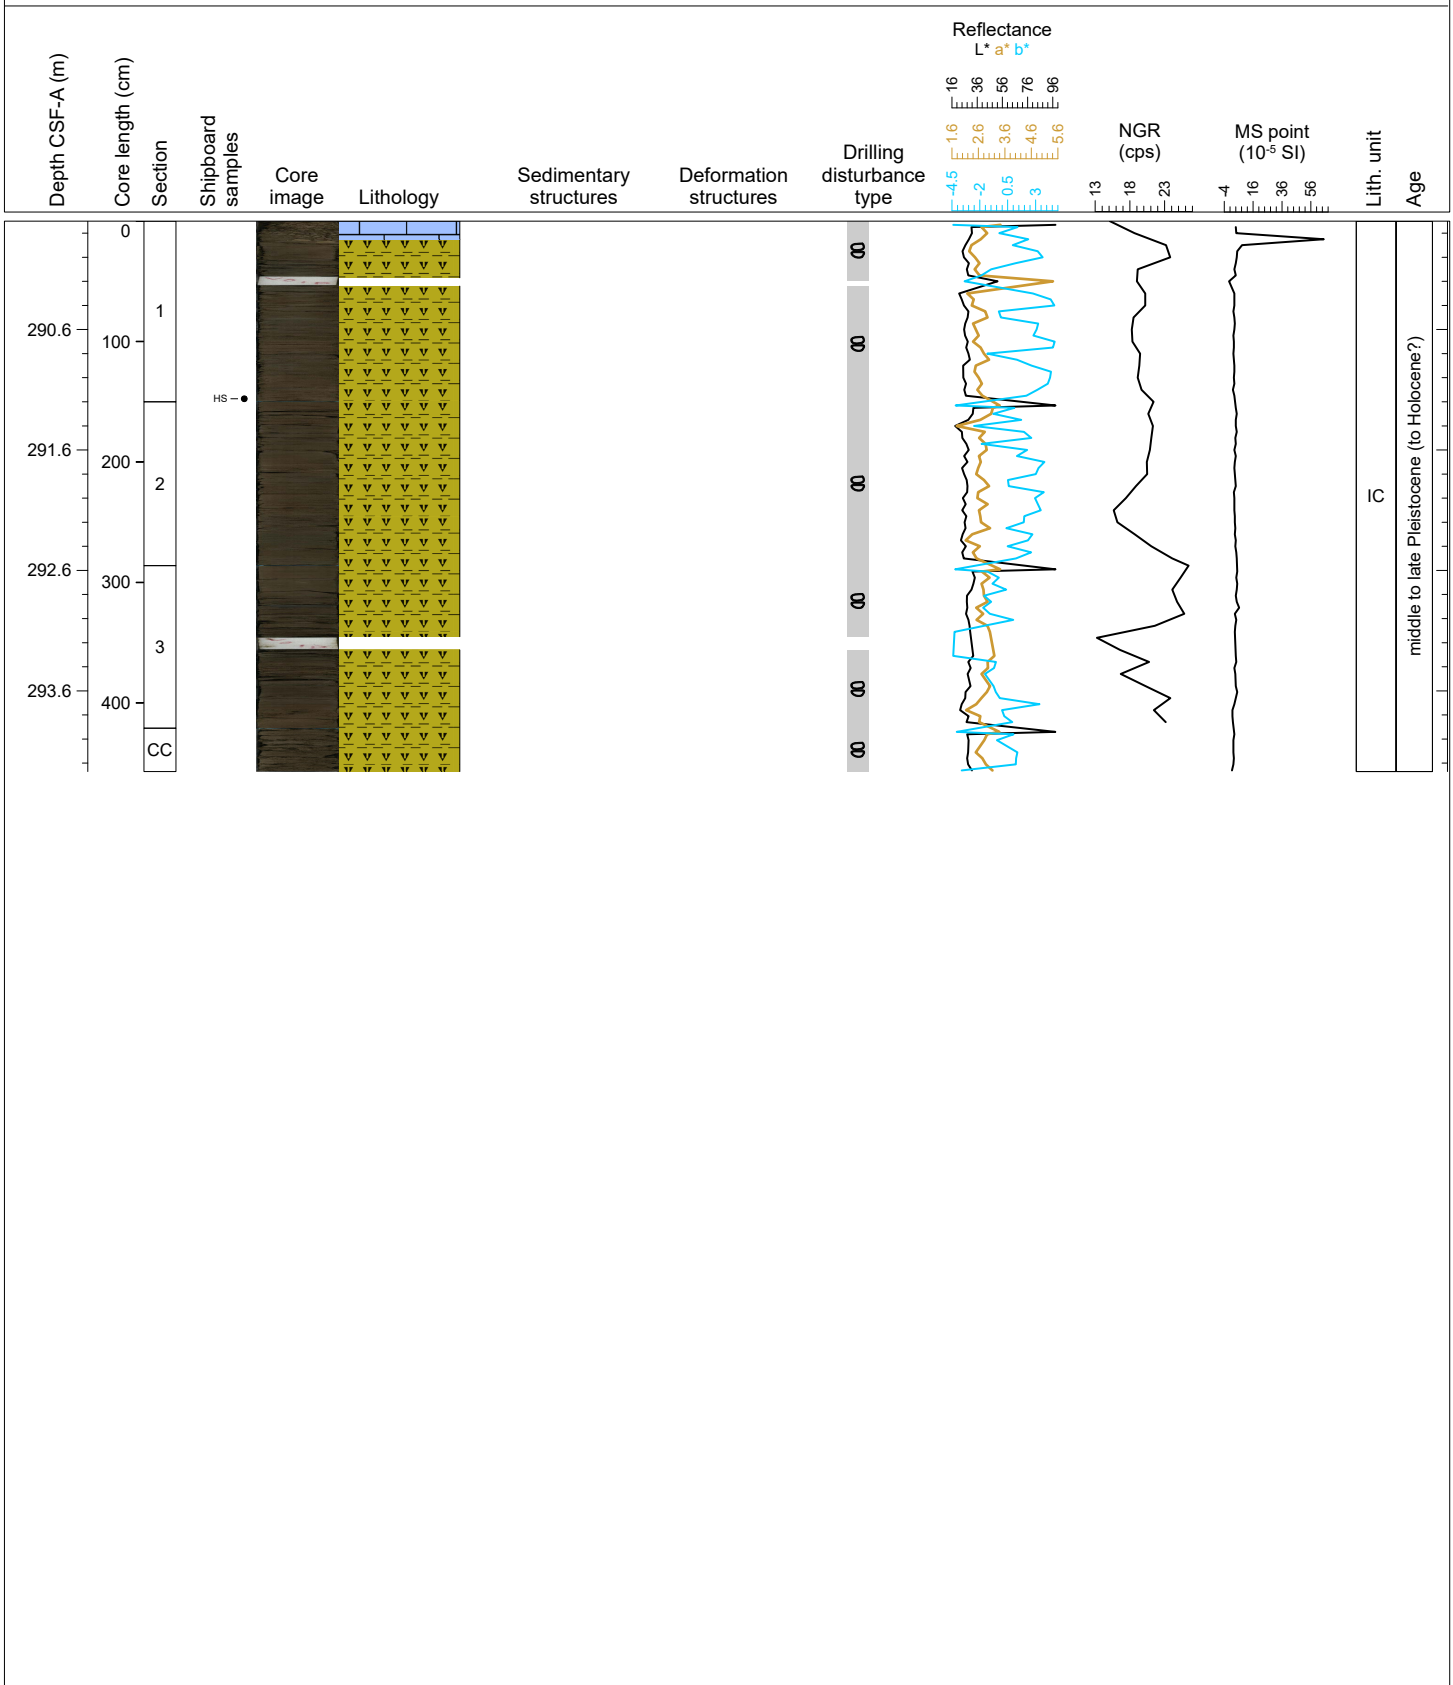 Depth CSF-A (m)
Core length (cm)
Section
Shipboard
samples
Core
image
Lithology
Sedimentary
structures
Deformation
structures
Drilling
disturbance
type
Reflectance
L* a* b*
16 36 56 76 96
1.6 2.6 3.6 4.6 5.6
-4.5 -2 0.5 3
NGR
(cps)
13 18 23
MS point
(10⁻⁵ SI)
-4 16 36 56
Lith. unit
Age
0
1
290.6
100
HS
291.6
200
2
IC
middle to late Pleistocene (to Holocene?)
292.6
300
3
293.6
400
CC